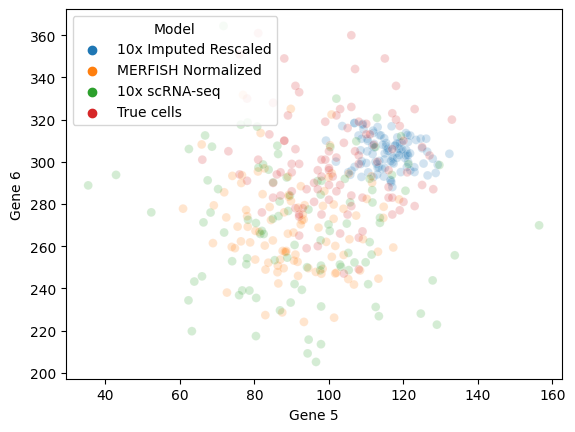 Model
10x Imputed Rescaled
MERFISH Normalized
10x scRNA-seq
True cells
Gene 6
360
340
320
300
280
260
240
220
200
40 60 80 100 120 140 160
Gene 5